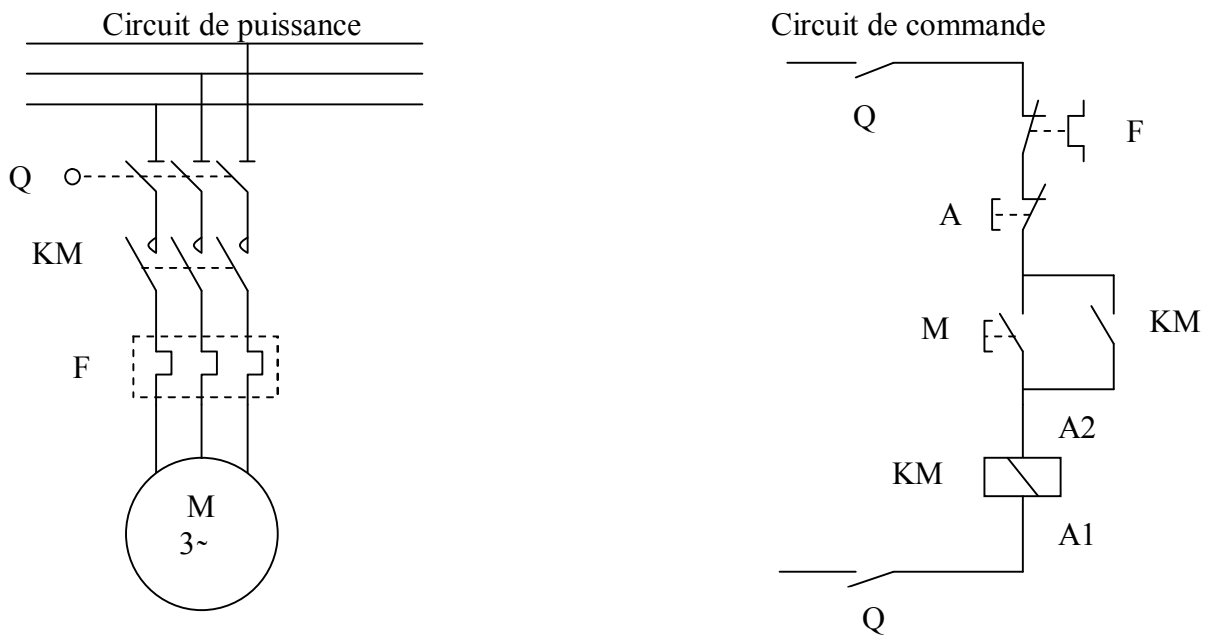 Circuit de puissance
Q
KM
F
M
3~
Circuit de commande
Q
F
A
M
KM
A2
KM
A1
Q